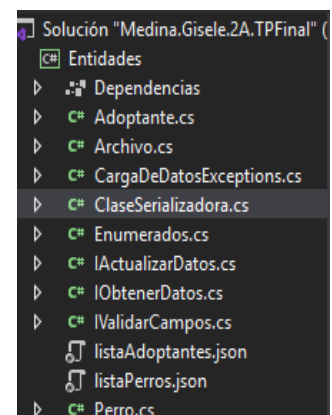 Solución "Medina.Gisele.2A.TPFinal" (
C# Entidades
Dependencias
C# Adoptante.cs
C# Archivo.cs
C# CargaDeDatosExceptions.cs
C# ClaseSerializadora.cs
C# Enumerados.cs
C# IActualizarDatos.cs
C# IObtenerDatos.cs
C# IValidarCampos.cs
listaAdoptantes.json
listaPerros.json
C# Perro.cs